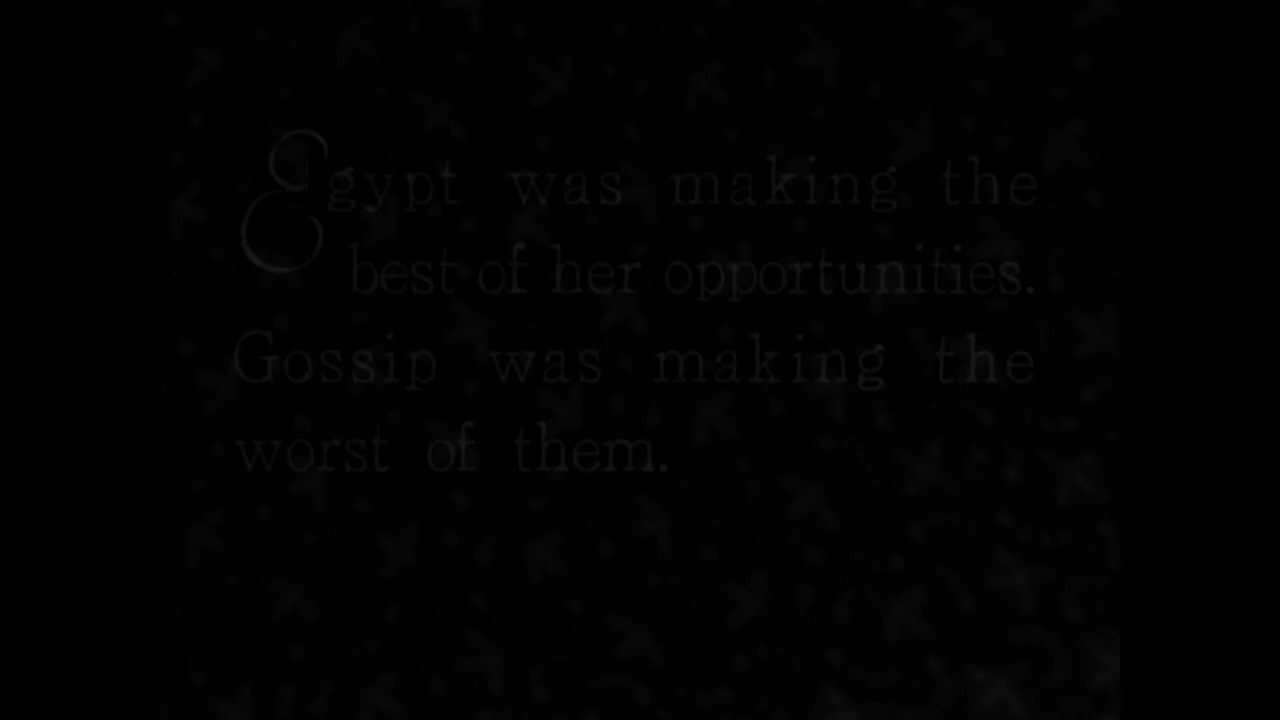 Egypt was making the
best of her opportunities.
Gossip was making the
worst of them.